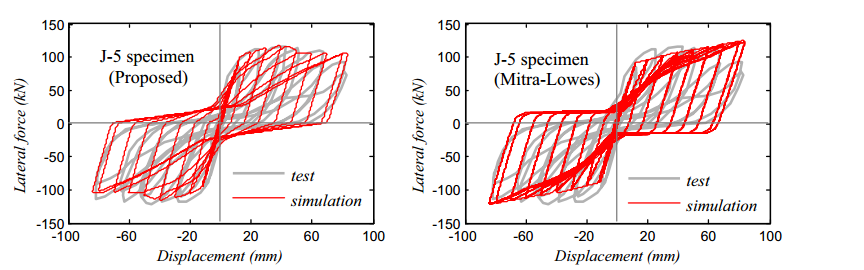 150
100
50
0
-50
-100
-150
-100 -60 -20 20 60 100
Lateral force (kN)
Displacement (mm)
J-5 specimen
(Proposed)
test
simulation
150
100
50
0
-50
-100
-150
-100 -60 -20 20 60 100
Lateral force (kN)
Displacement (mm)
J-5 specimen
(Mitra-Lowes)
test
simulation